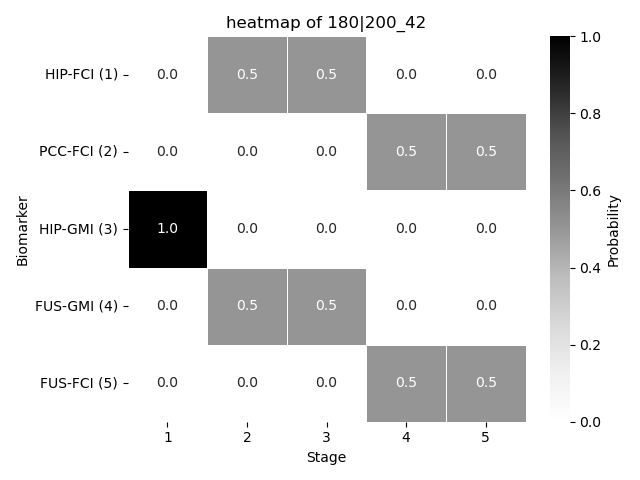 heatmap of 180|200_42
HIP-FCI (1) 0.0 0.5 0.5 0.0 0.0
PCC-FCI (2) 0.0 0.0 0.0 0.5 0.5
HIP-GMI (3) 1.0 0.0 0.0 0.0 0.0
FUS-GMI (4) 0.0 0.5 0.5 0.0 0.0
FUS-FCI (5) 0.0 0.0 0.0 0.5 0.5
1 2 3 4 5
Stage
Biomarker
1.0
0.8
0.6
0.4
0.2
0.0
Probability